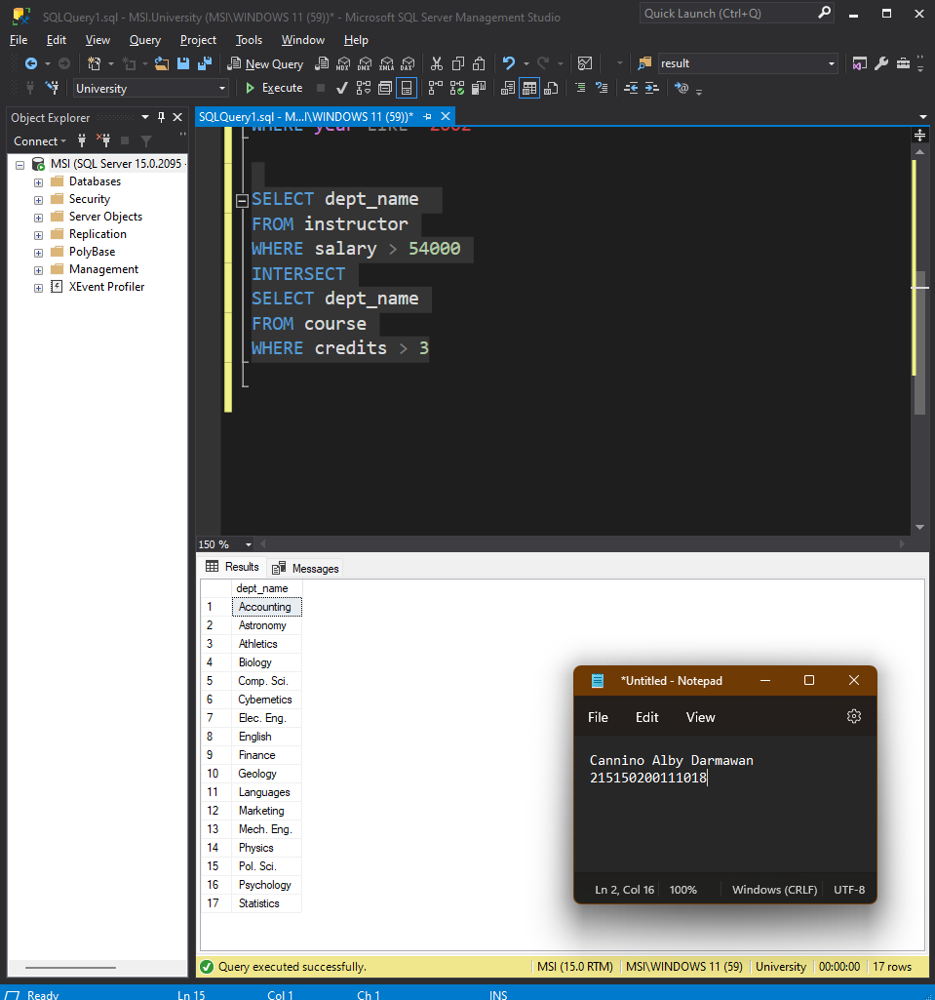 SQLQuery1.sql - MSI.University (MSI\WINDOWS 11 (59))* - Microsoft SQL Server Management Studio
Quick Launch (Ctrl+Q)
File Edit View Query Project Tools Window Help
New Query MDX DMX XMLA DAX result
University Execute
Object Explorer
SQLQuery1.sql - M...I\WINDOWS 11 (59))*
Connect
MSI (SQL Server 15.0.2095 -
Databases
Security
Server Objects
Replication
PolyBase
Management
XEvent Profiler
WHERE year LIKE '2002'
SELECT dept_name
FROM instructor
WHERE salary > 54000
INTERSECT
SELECT dept_name
FROM course
WHERE credits > 3
150 %
Results Messages
dept_name
1 Accounting
2 Astronomy
3 Athletics
4 Biology
5 Comp. Sci.
6 Cybernetics
7 Elec. Eng.
8 English
9 Finance
10 Geology
11 Languages
12 Marketing
13 Mech. Eng.
14 Physics
15 Pol. Sci.
16 Psychology
17 Statistics
*Untitled - Notepad
File Edit View
Cannino Alby Darmawan
215150200111018
Ln 2, Col 16 100% Windows (CRLF) UTF-8
Query executed successfully.
MSI (15.0 RTM) MSI\WINDOWS 11 (59) University 00:00:00 17 rows
Ready Ln 15 Col 1 Ch 1 INS